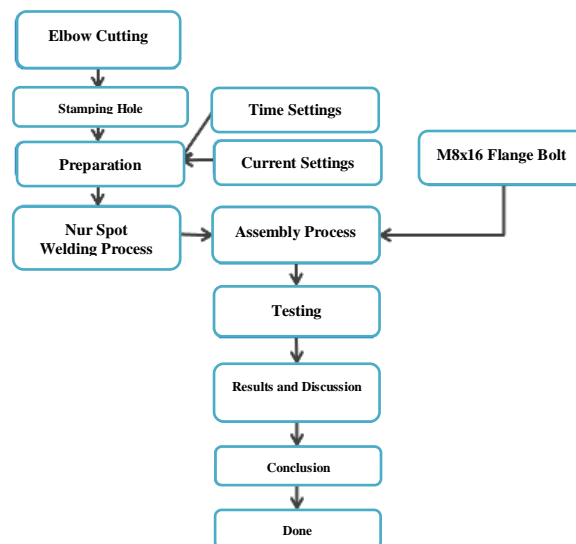 Elbow Cutting
Stamping Hole
Time Settings
Preparation
Current Settings
M8x16 Flange Bolt
Nur Spot
Welding Process
Assembly Process
Testing
Results and Discussion
Conclusion
Done